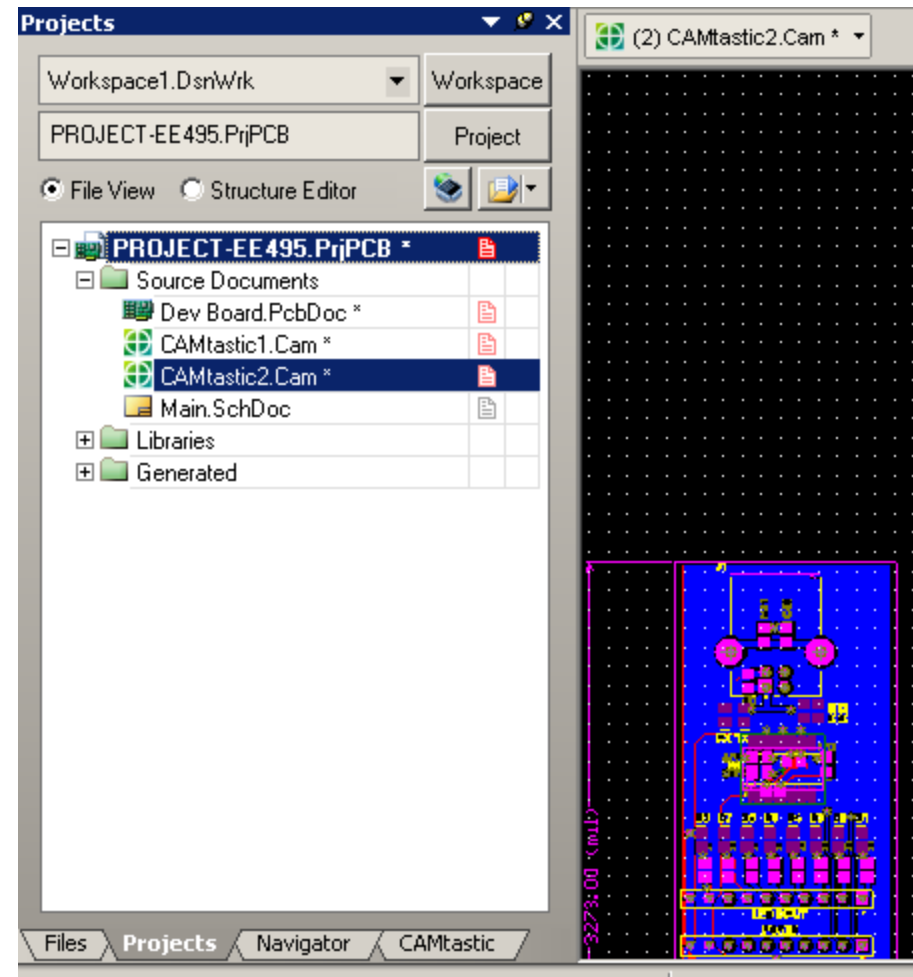 Projects
(2) CAMtastic2.Cam *
Workspace1.DsnWrk
Workspace
PROJECT-EE495.PrjPCB
Project
File View
Structure Editor
PROJECT-EE495.PrjPCB *
Source Documents
Dev Board.PcbDoc *
CAMtastic1.Cam *
CAMtastic2.Cam *
Main.SchDoc
Libraries
Generated
3273.00 (mil)
Files
Projects
Navigator
CAMtastic